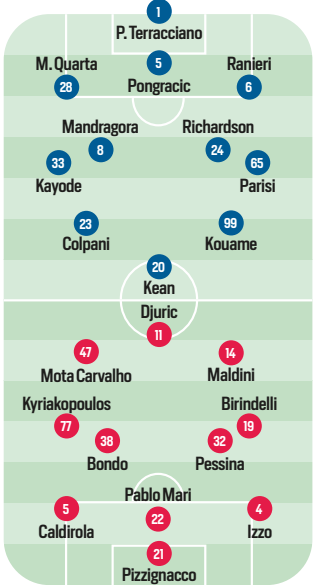 1
P. Terracciano
M. Quarta 5 Ranieri
28 Pongracic 6
Mandragora Richardson
8 24
33 65
Kayode Parisi
23 99
Colpani Kouame
20
Kean
Djuric
11
47 14
Mota Carvalho Maldini
Kyriakopoulos Birindelli
77 19
38 32
Bondo Pessina
Pablo Mari
5 22 4
Caldirola Izzo
21
Pizzignacco